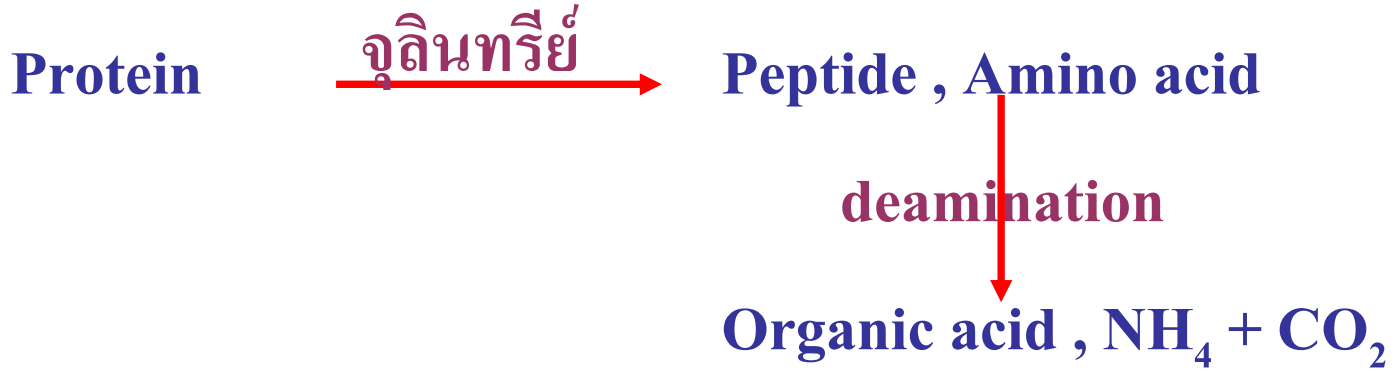 จุลินทรีย์
Protein Peptide , Amino acid
deamination
Organic acid , NH₄ + CO₂